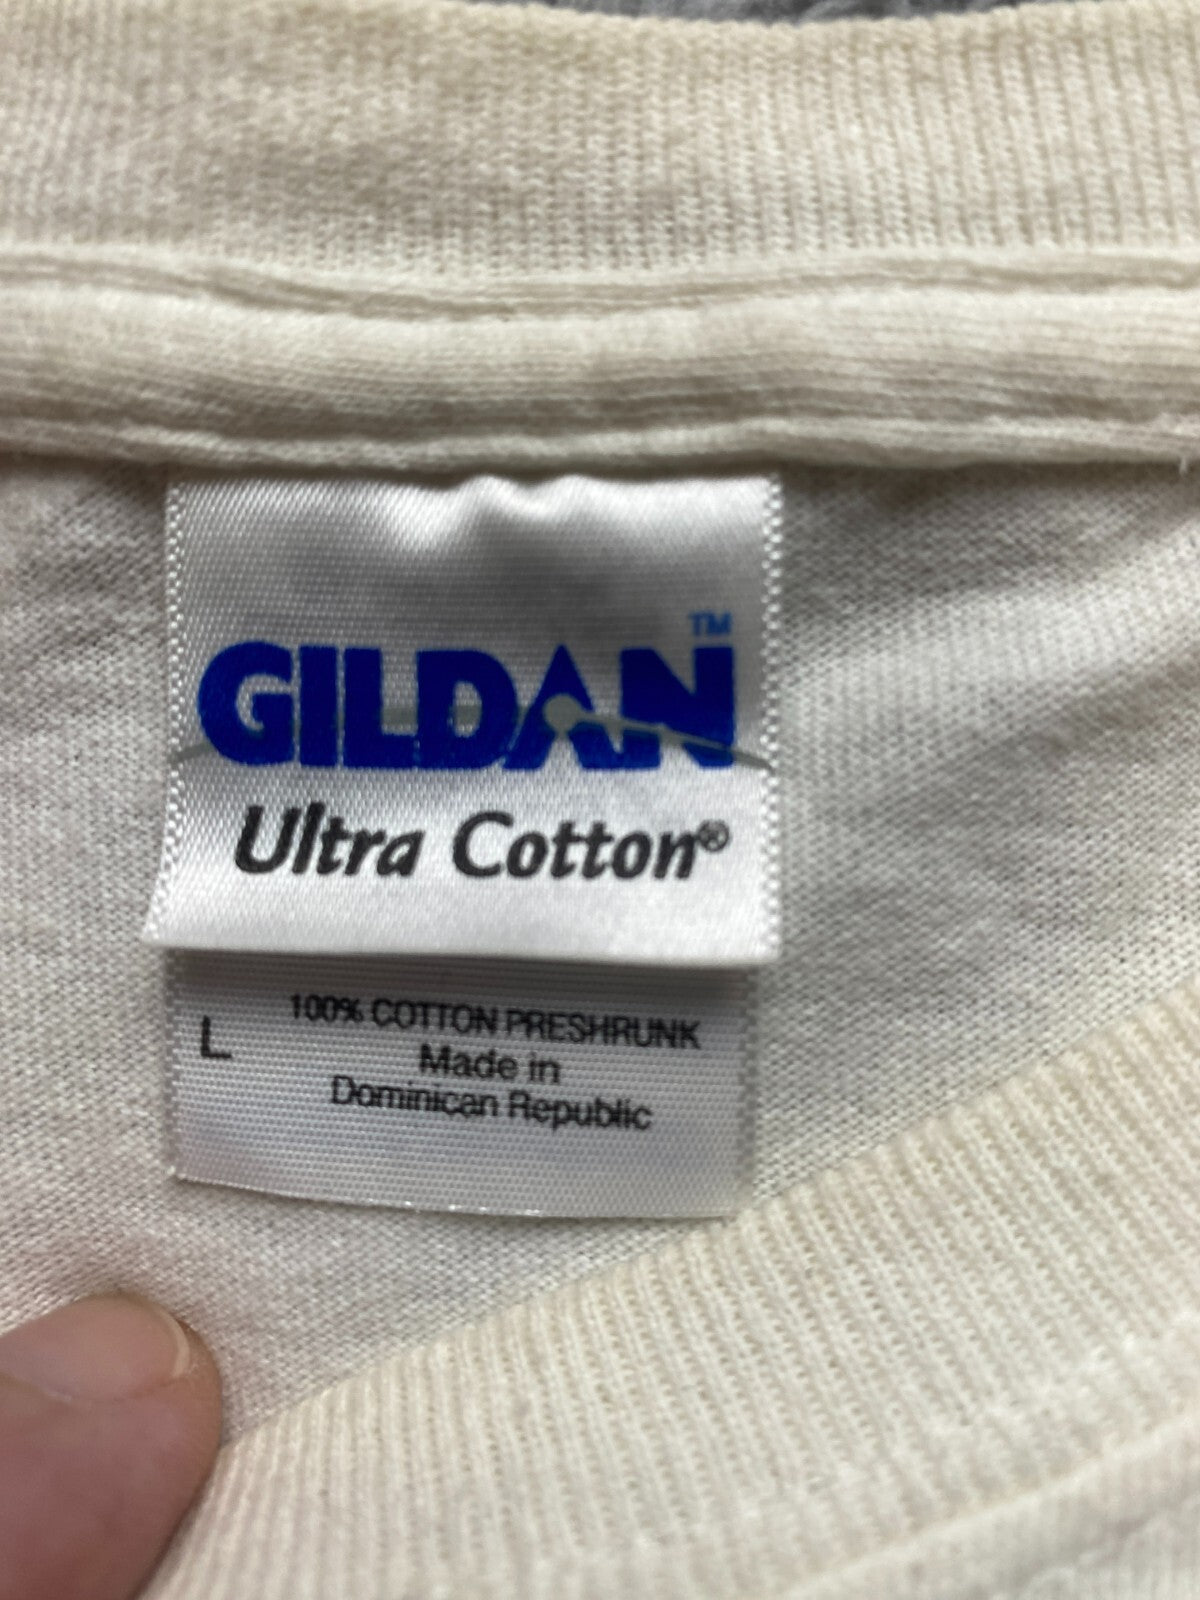 GILDAN™
Ultra Cotton®
L
100% COTTON PRESHRUNK
Made in
Dominican Republic